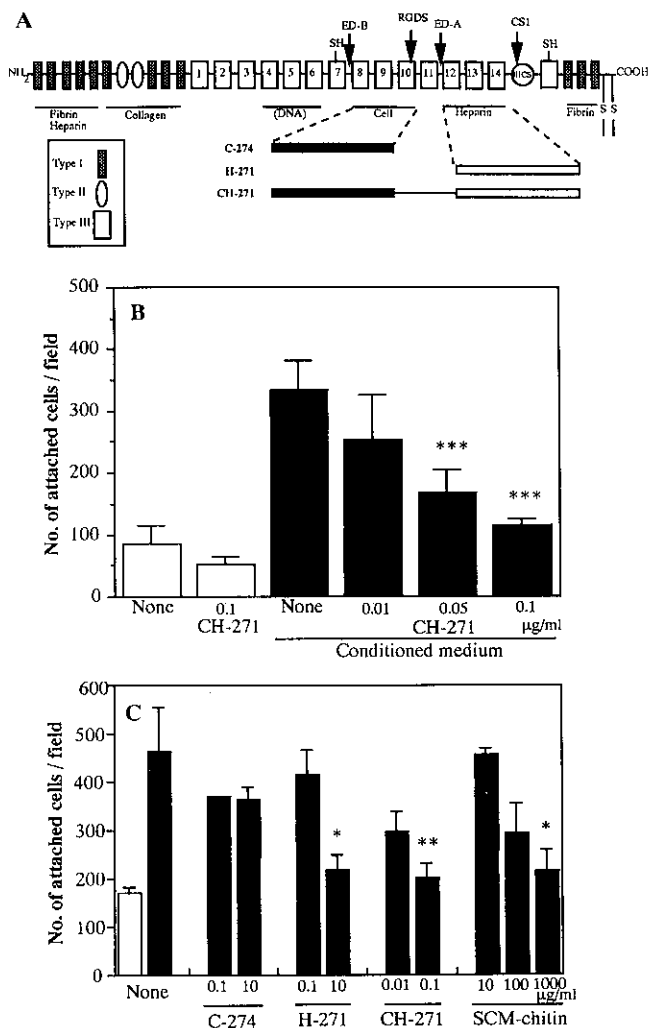 A
ED-B RGDS ED-A CS1
SH SH
NH2 1 2 3 4 5 6 7 8 9 10 11 12 13 14 IIICS COOH
S S
Fibrin Heparin Collagen (DNA) Cell Heparin Fibrin
Type I
Type II
Type III
C-274
H-271
CH-271
B
No. of attached cells / field
500
400
300
200
100
0
*** ***
None 0.1 None 0.01 0.05 0.1
CH-271 CH-271 µg/ml
Conditioned medium
C
No. of attached cells / field
600
500
400
300
200
100
0
* ** *
None 0.1 10 0.1 10 0.01 0.1 10 100 1000
µg/ml
C-274 H-271 CH-271 SCM-chitin